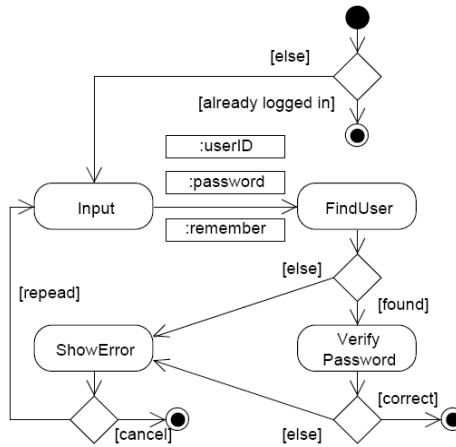 [else]
[already logged in]
:userID
:password
:remember
Input
FindUser
[else]
[repead]
[found]
ShowError
Verify
Password
[correct]
[else]
[cancel]